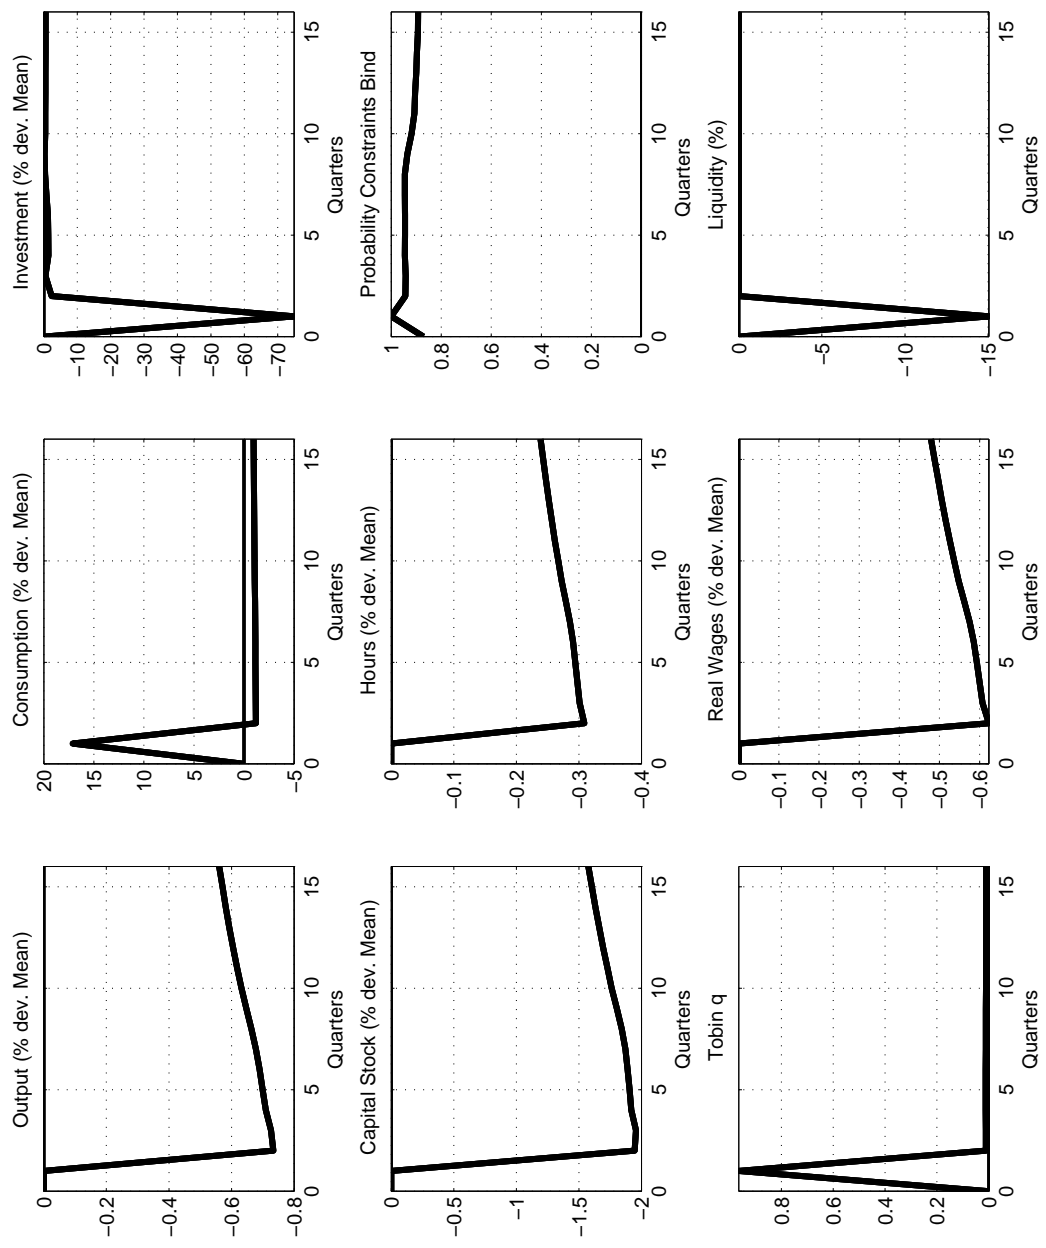 Output (% dev. Mean)
0
−0.2
−0.4
−0.6
−0.8
0 5 10 15
Quarters
Consumption (% dev. Mean)
20
15
10
5
0
−5
0 5 10 15
Quarters
Investment (% dev. Mean)
0
−10
−20
−30
−40
−50
−60
−70
0 5 10 15
Quarters
Capital Stock (% dev. Mean)
0
−0.5
−1
−1.5
−2
0 5 10 15
Quarters
Hours (% dev. Mean)
0
−0.1
−0.2
−0.3
−0.4
0 5 10 15
Quarters
Probability Constraints Bind
1
0.8
0.6
0.4
0.2
0
0 5 10 15
Quarters
Tobin q
0.8
0.6
0.4
0.2
0
0 5 10 15
Quarters
Real Wages (% dev. Mean)
0
−0.1
−0.2
−0.3
−0.4
−0.5
−0.6
0 5 10 15
Quarters
Liquidity (%)
0
−5
−10
−15
0 5 10 15
Quarters